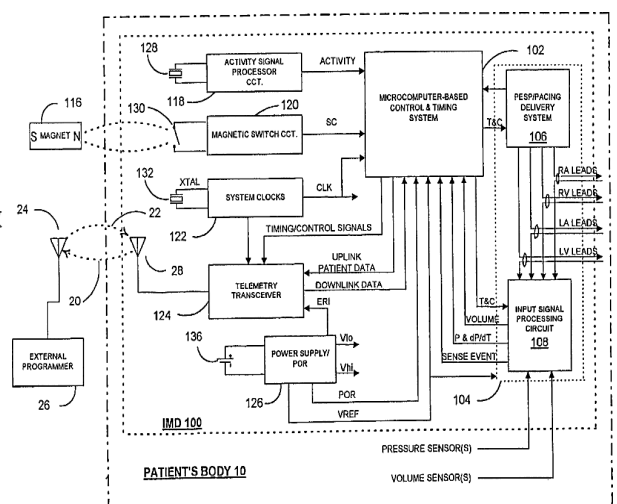 128
ACTIVITY SIGNAL
PROCESSOR
CCT.
118
ACTIVITY
MICROCOMPUTER-BASED
CONTROL & TIMING
SYSTEM
102
116
S MAGNET N
130
120
MAGNETIC SWITCH CCT.
SC
T&C
PESP/PACING
DELIVERY
SYSTEM
106
RA LEADS
RV LEADS
LA LEADS
LV LEADS
132
XTAL
SYSTEM CLOCKS
122
CLK
24
22
28
20
TIMING/CONTROL SIGNALS
UPLINK
PATIENT DATA
DOWNLINK DATA
TELEMETRY
TRANSCEIVER
124
ERI
T&C
VOLUME
P & dP/dT
SENSE EVENT
INPUT SIGNAL
PROCESSING
CIRCUIT
108
104
136
POWER SUPPLY/
POR
126
Vlo
Vhi
POR
VREF
EXTERNAL
PROGRAMMER
26
IMD 100
PRESSURE SENSOR(S)
PATIENT'S BODY 10
VOLUME SENSOR(S)